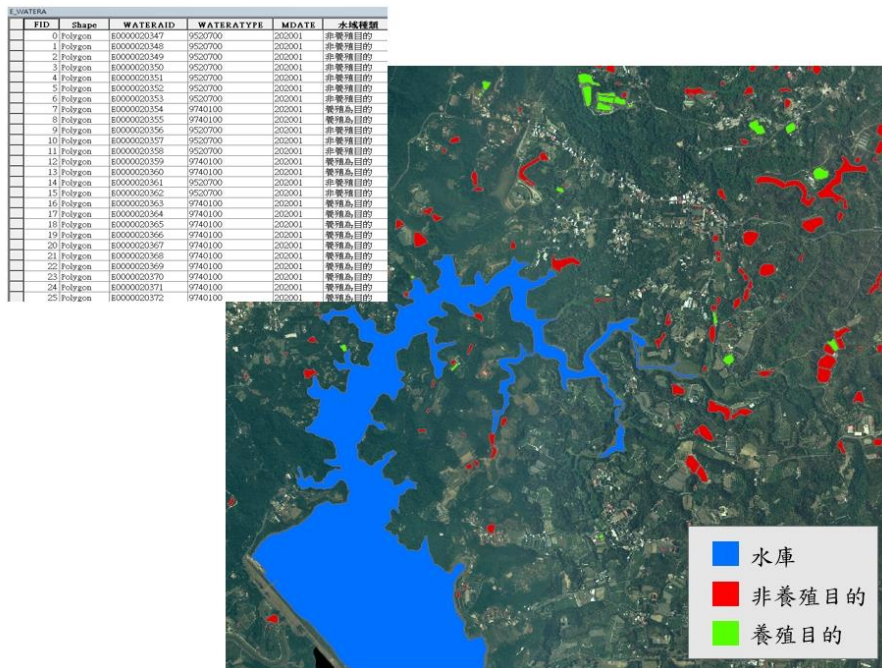 E_WATERA
FID Shape WATERAID WATERATYPE MDATE 水域種類
0 Polygon E0000020347 9520700 202001 非養殖目的
1 Polygon E0000020348 9520700 202001 非養殖目的
2 Polygon E0000020349 9520700 202001 非養殖目的
3 Polygon E0000020350 9520700 202001 非養殖目的
4 Polygon E0000020351 9520700 202001 非養殖目的
5 Polygon E0000020352 9520700 202001 非養殖目的
6 Polygon E0000020353 9520700 202001 非養殖目的
7 Polygon E0000020354 9740100 202001 養殖為目的
8 Polygon E0000020355 9740100 202001 養殖為目的
9 Polygon E0000020356 9520700 202001 非養殖目的
10 Polygon E0000020357 9520700 202001 非養殖目的
11 Polygon E0000020358 9520700 202001 非養殖目的
12 Polygon E0000020359 9740100 202001 養殖為目的
13 Polygon E0000020360 9740100 202001 養殖為目的
14 Polygon E0000020361 9520700 202001 非養殖目的
15 Polygon E0000020362 9520700 202001 非養殖目的
16 Polygon E0000020363 9740100 202001 養殖為目的
17 Polygon E0000020364 9740100 202001 養殖為目的
18 Polygon E0000020365 9740100 202001 養殖為目的
19 Polygon E0000020366 9740100 202001 養殖為目的
20 Polygon E0000020367 9740100 202001 養殖為目的
21 Polygon E0000020368 9740100 202001 養殖為目的
22 Polygon E0000020369 9740100 202001 養殖為目的
23 Polygon E0000020370 9740100 202001 養殖為目的
24 Polygon E0000020371 9740100 202001 養殖為目的
25 Polygon E0000020372 9740100 202001 養殖為目的
水庫
非養殖目的
養殖目的